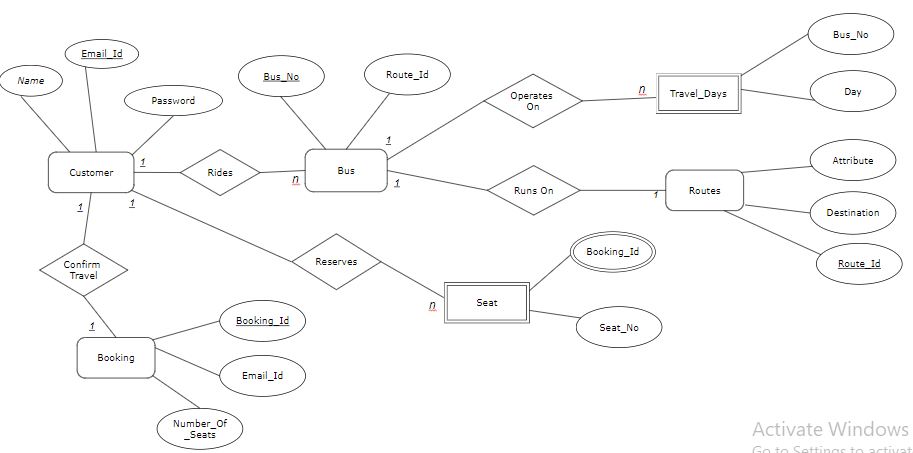 Name
Email_Id
Password
Customer
1
Rides
n
Bus_No
Route_Id
Bus
1
Operates
On
n
Travel_Days
Bus_No
Day
1
Runs On
1
Routes
Attribute
Destination
Route_Id
1
Reserves
n
Seat
Booking_Id
Seat_No
1
Confirm
Travel
1
Booking
Booking_Id
Email_Id
Number_Of
_Seats
Activate Windows
Go to Settings to activat